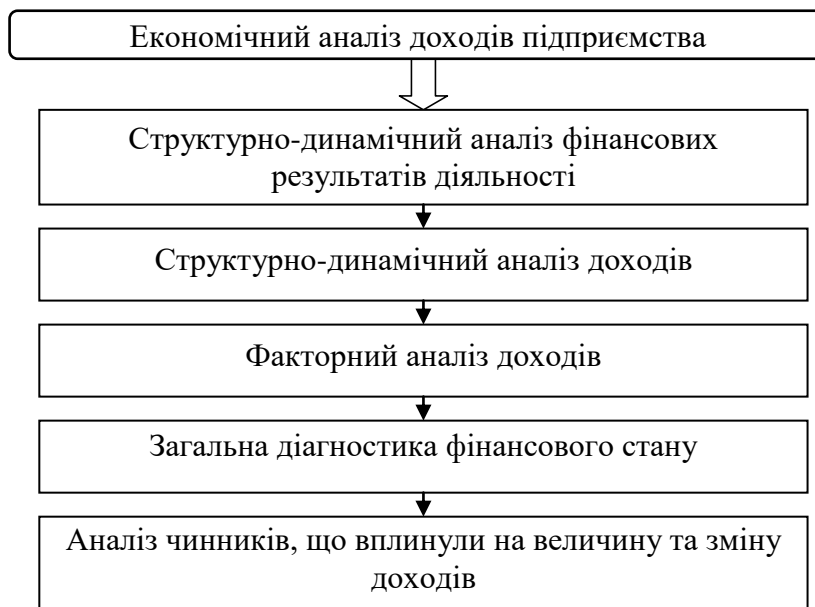 Економічний аналіз доходів підприємства
Структурно-динамічний аналіз фінансових
результатів діяльності
Структурно-динамічний аналіз доходів
Факторний аналіз доходів
Загальна діагностика фінансового стану
Аналіз чинників, що вплинули на величину та зміну
доходів